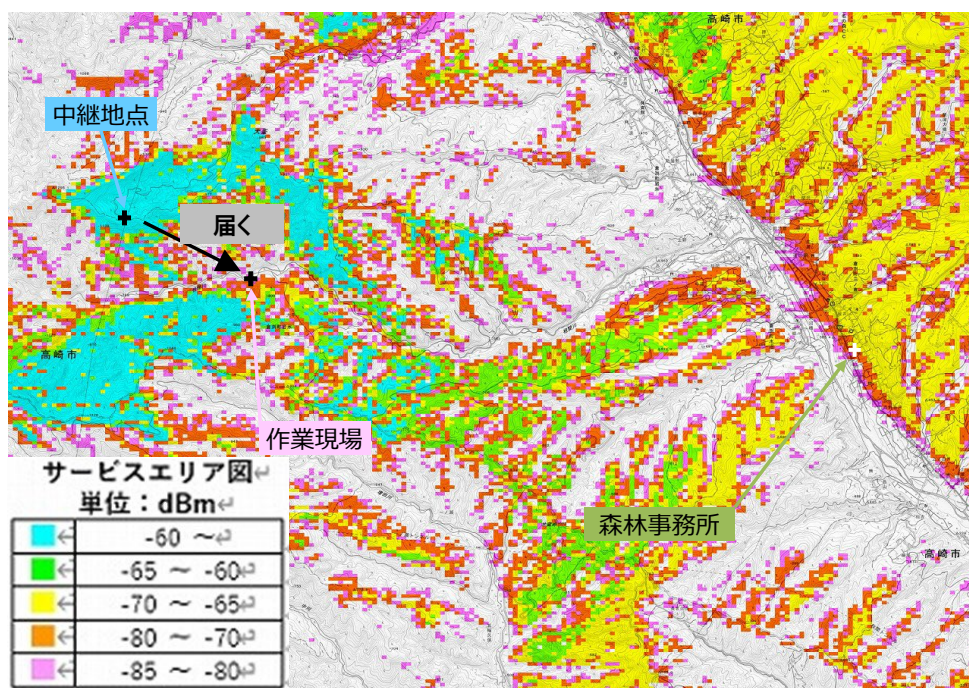 高崎市
中継地点
届く
高崎市
作業現場
森林事務所
高崎市
サービスエリア図↵
単位：dBm↵
← -60 ～↵
← -65 ～ -60↵
← -70 ～ -65↵
← -80 ～ -70↵
← -85 ～ -80↵